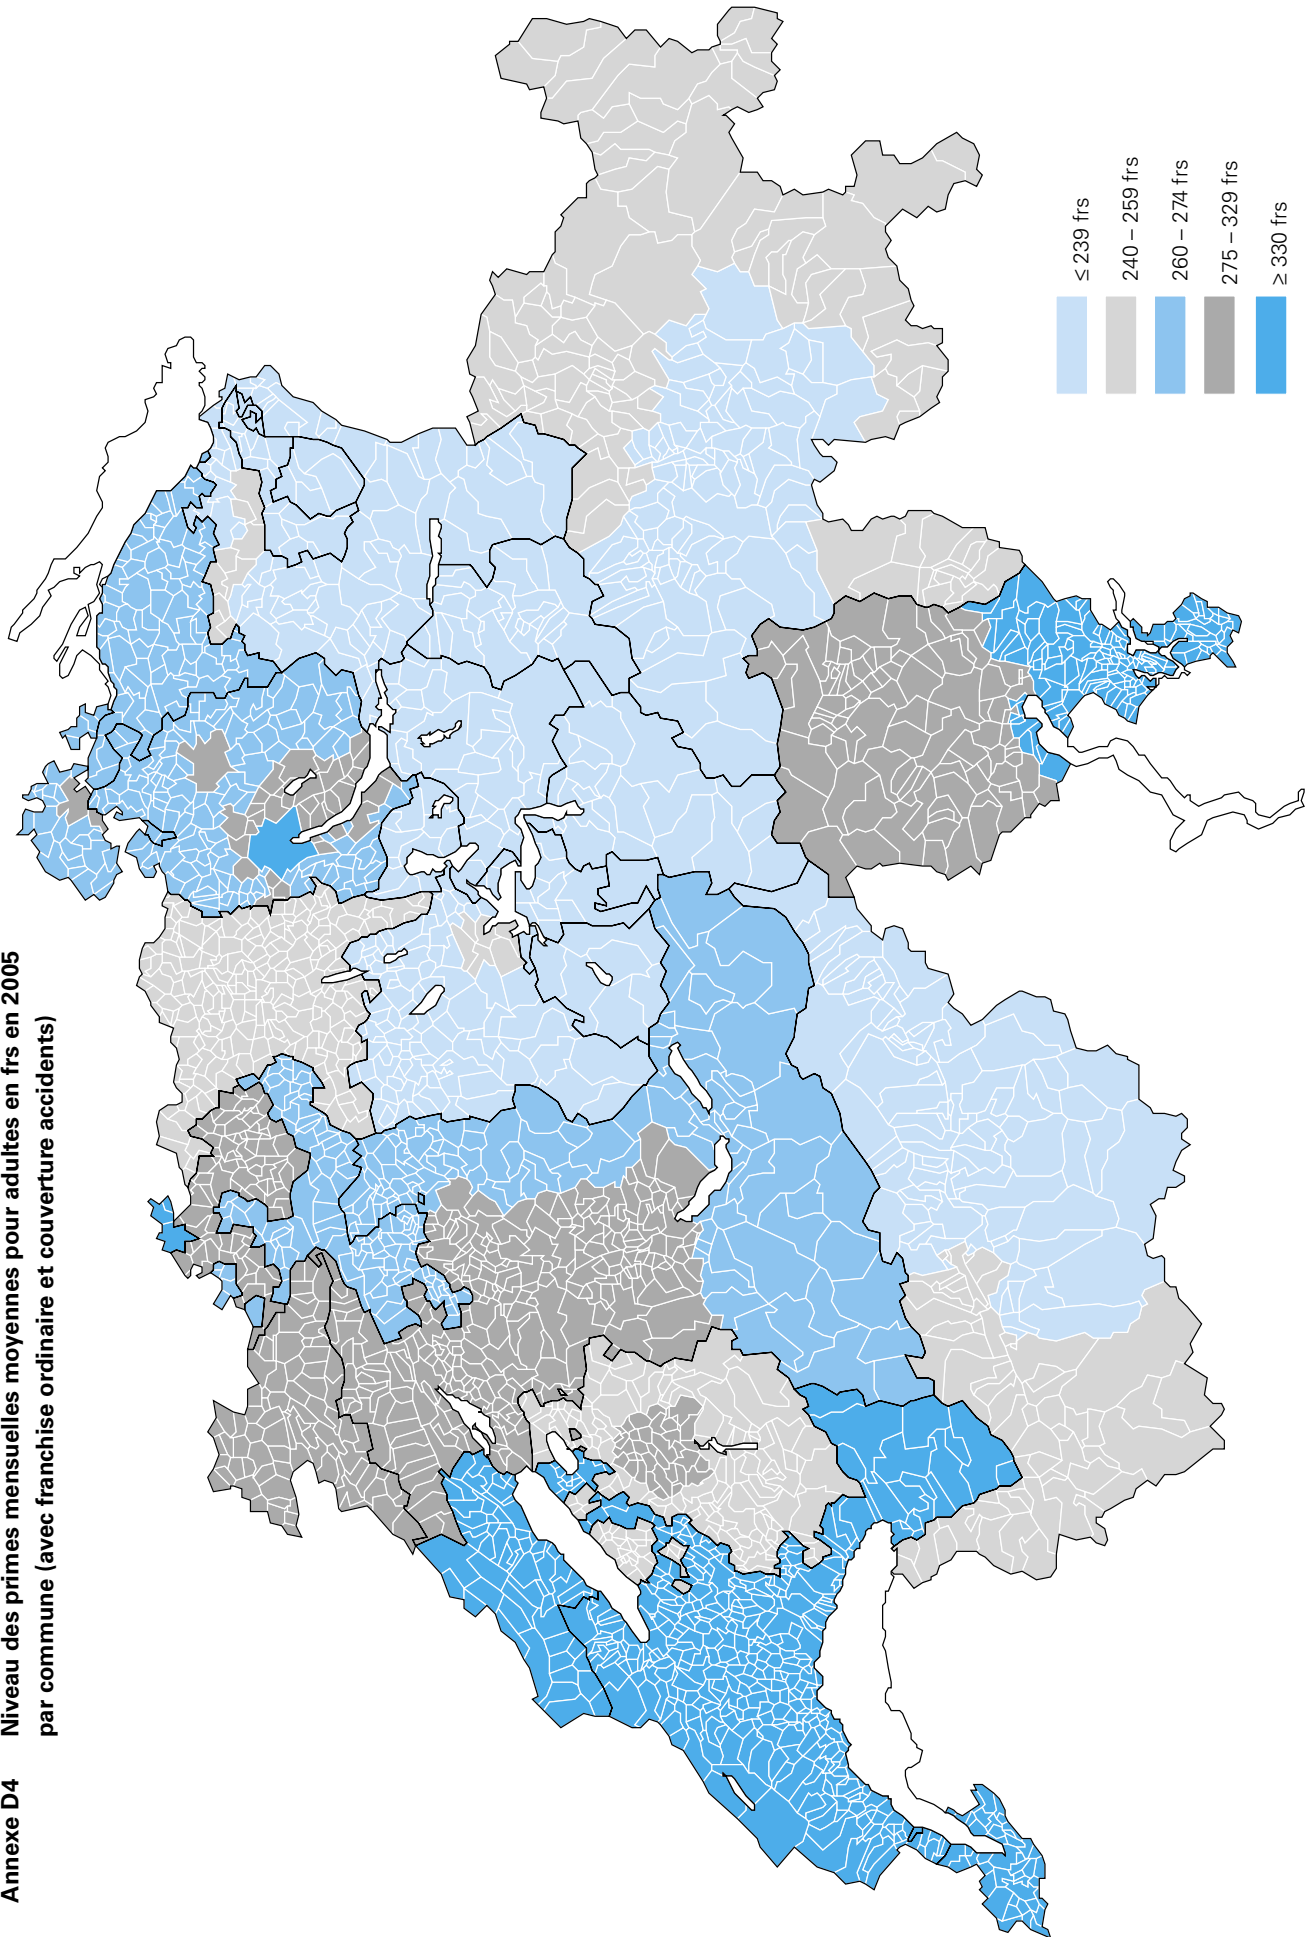 Annexe D4 Niveau des primes mensuelles moyennes pour adultes en frs en 2005
par commune (avec franchise ordinaire et couverture accidents)
≤ 239 frs
240 – 259 frs
260 – 274 frs
275 – 329 frs
≥ 330 frs